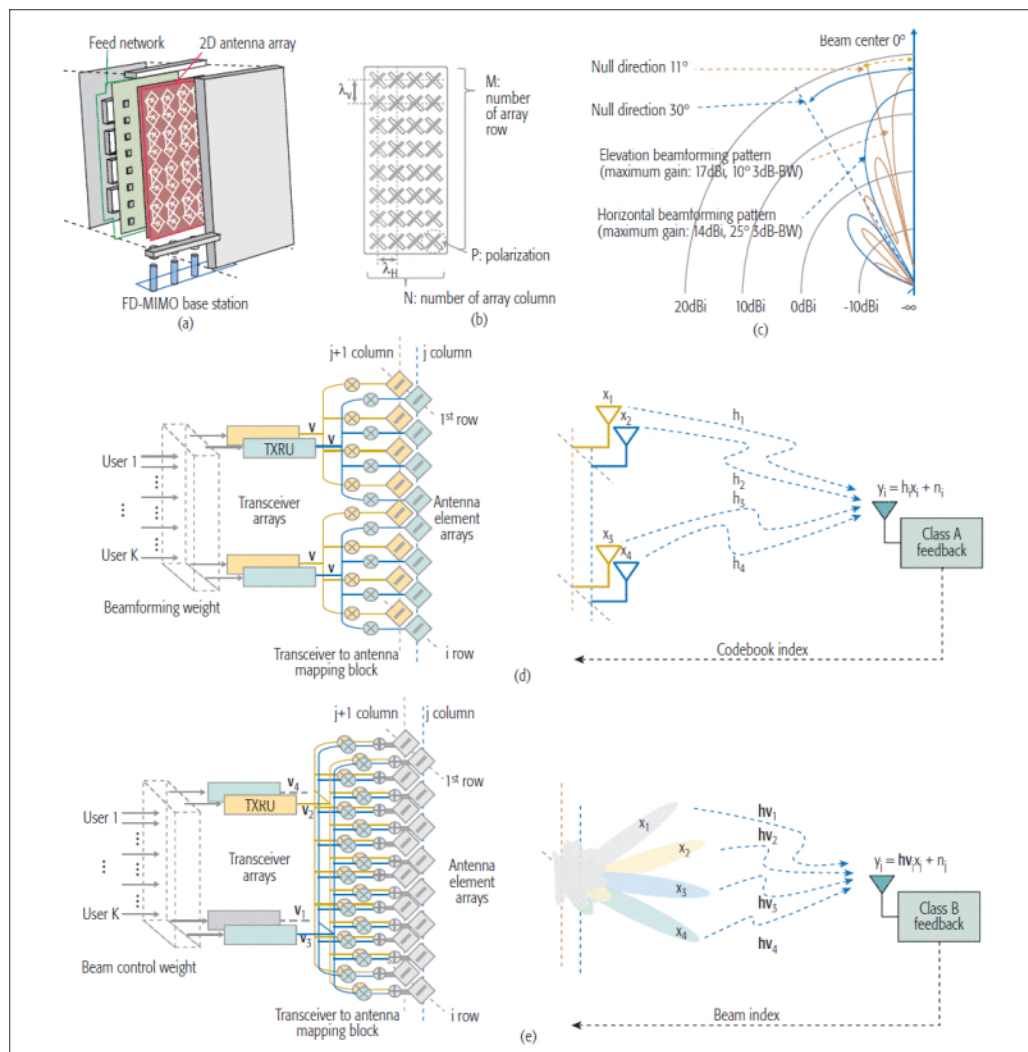 Feed network
2D antenna array
FD-MIMO base station
(a)
λV
M:
number
of array
row
P: polarization
λH
N: number of array column
(b)
Beam center 0°
Null direction 11°
Null direction 30°
Elevation beamforming pattern
(maximum gain: 17dBi, 10° 3dB-BW)
Horizontal beamforming pattern
(maximum gain: 14dBi, 25° 3dB-BW)
20dBi 10dBi 0dBi -10dBi -∞
(c)
j+1 column
j column
1st row
User 1
User K
TXRU
V
V
V
V
Transceiver
arrays
Antenna
element
arrays
Beamforming weight
Transceiver to antenna
mapping block
i row
x1
x2
x3
x4
h1
h2
h3
h4
yi = hixi + ni
Class A
feedback
Codebook index
(d)
j+1 column
j column
1st row
User 1
User K
TXRU
V4
V2
V1
V3
Transceiver
arrays
Antenna
element
arrays
Beam control weight
Transceiver to antenna
mapping block
i row
x1
x2
x3
x4
hv1
hv2
hv3
hv4
yi = hvixi + ni
Class B
feedback
Beam index
(e)